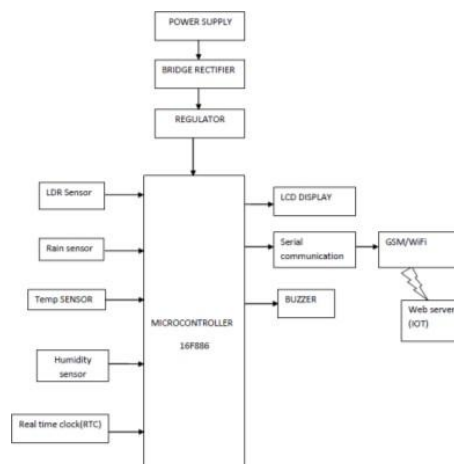 POWER SUPPLY
BRIDGE RECTIFIER
REGULATOR
LDR Sensor
Rain sensor
Temp SENSOR
Humidity
sensor
Real time clock(RTC)
MICROCONTROLLER
16F886
LCD DISPLAY
Serial
communication
GSM/WiFi
BUZZER
Web server
(IOT)